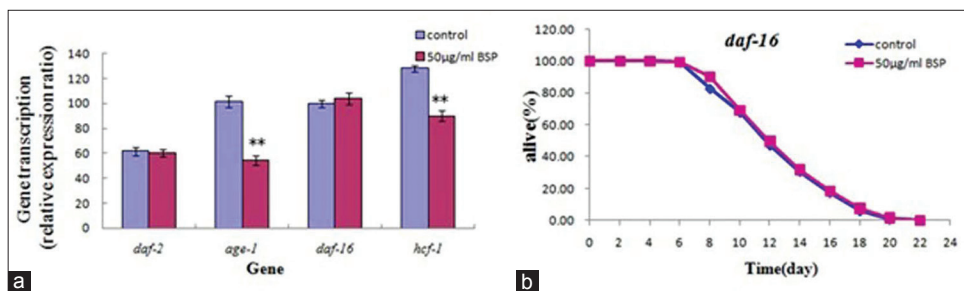 control
50µg/ml BSP
Gene transcription
(relative expression ratio)
140
120
100
80
60
40
20
0
**
**
daf-2
age-1
daf-16
hcf-1
Gene
a
daf-16
control
50µg/ml BSP
alive(%)
120.00
100.00
80.00
60.00
40.00
20.00
0.00
0 2 4 6 8 10 12 14 16 18 20 22 24
Time(day)
b